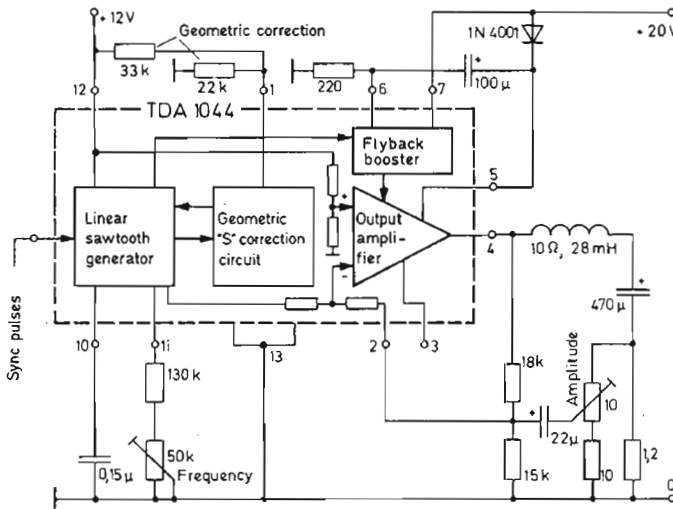 +12V
Geometric correction
1N 4001
+20V
33k
12
22k
1
220
6
7
+
100µ
TDA 1044
Flyback
booster
5
Linear
sawtooth
generator
Geometric
"S" correction
circuit
+
Output
ampli-
fier
-
4
10Ω, 28mH
+
470µ
Sync pulses
10
11
13
2
3
130k
18k
Amplitude
10
+
22µ
0,15µ
50k
Frequency
15k
10
1,2
0